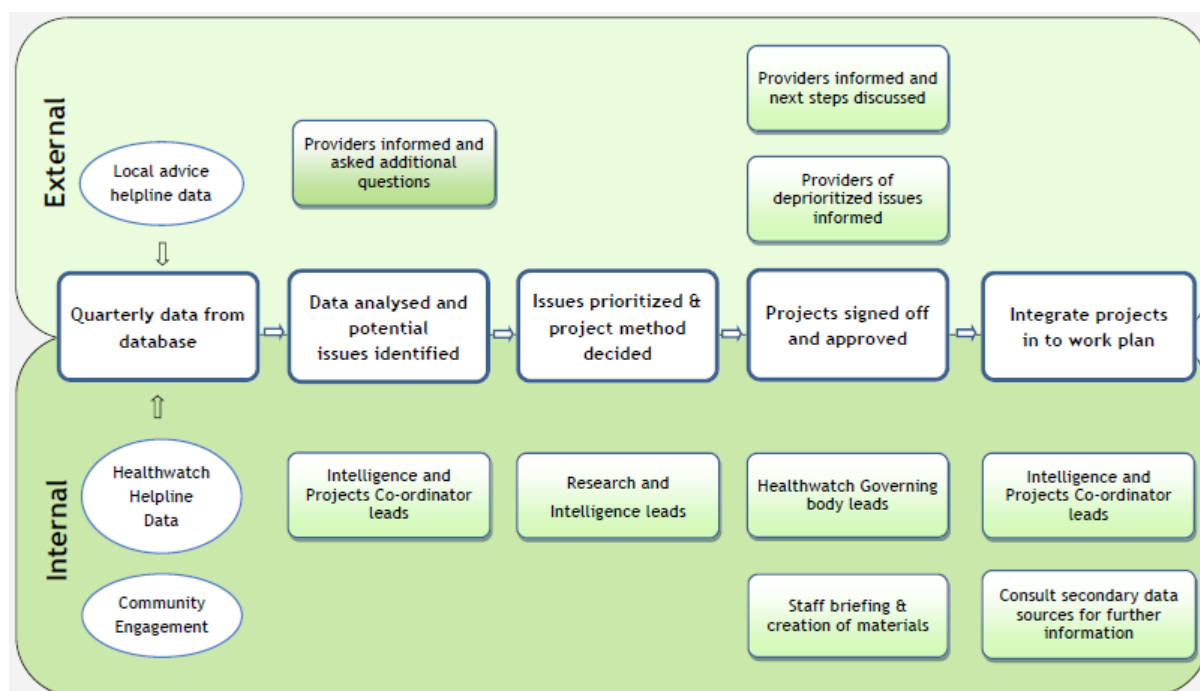 External
Local advice
helpline data
Providers informed and
asked additional
questions
Providers informed and
next steps discussed
Providers of
deprioritized issues
informed
Quarterly data from
database
Data analysed and
potential
issues identified
Issues prioritized &
project method
decided
Projects signed off
and approved
Integrate projects
in to work plan
Internal
Healthwatch
Helpline
Data
Community
Engagement
Intelligence and
Projects Co-ordinator
leads
Research and
Intelligence leads
Healthwatch Governing
body leads
Staff briefing &
creation of materials
Intelligence and
Projects Co-ordinator
leads
Consult secondary data
sources for further
information